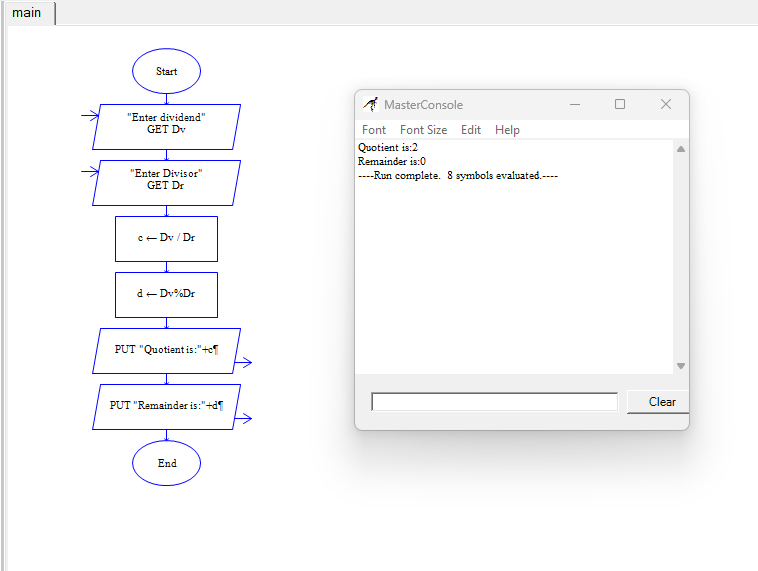 main
Start
"Enter dividend"
GET Dv
"Enter Divisor"
GET Dr
c ← Dv / Dr
d ← Dv%Dr
PUT "Quotient is:"+c¶
PUT "Remainder is:"+d¶
End
MasterConsole
Font Font Size Edit Help
Quotient is:2
Remainder is:0
----Run complete.  8 symbols evaluated.----
Clear